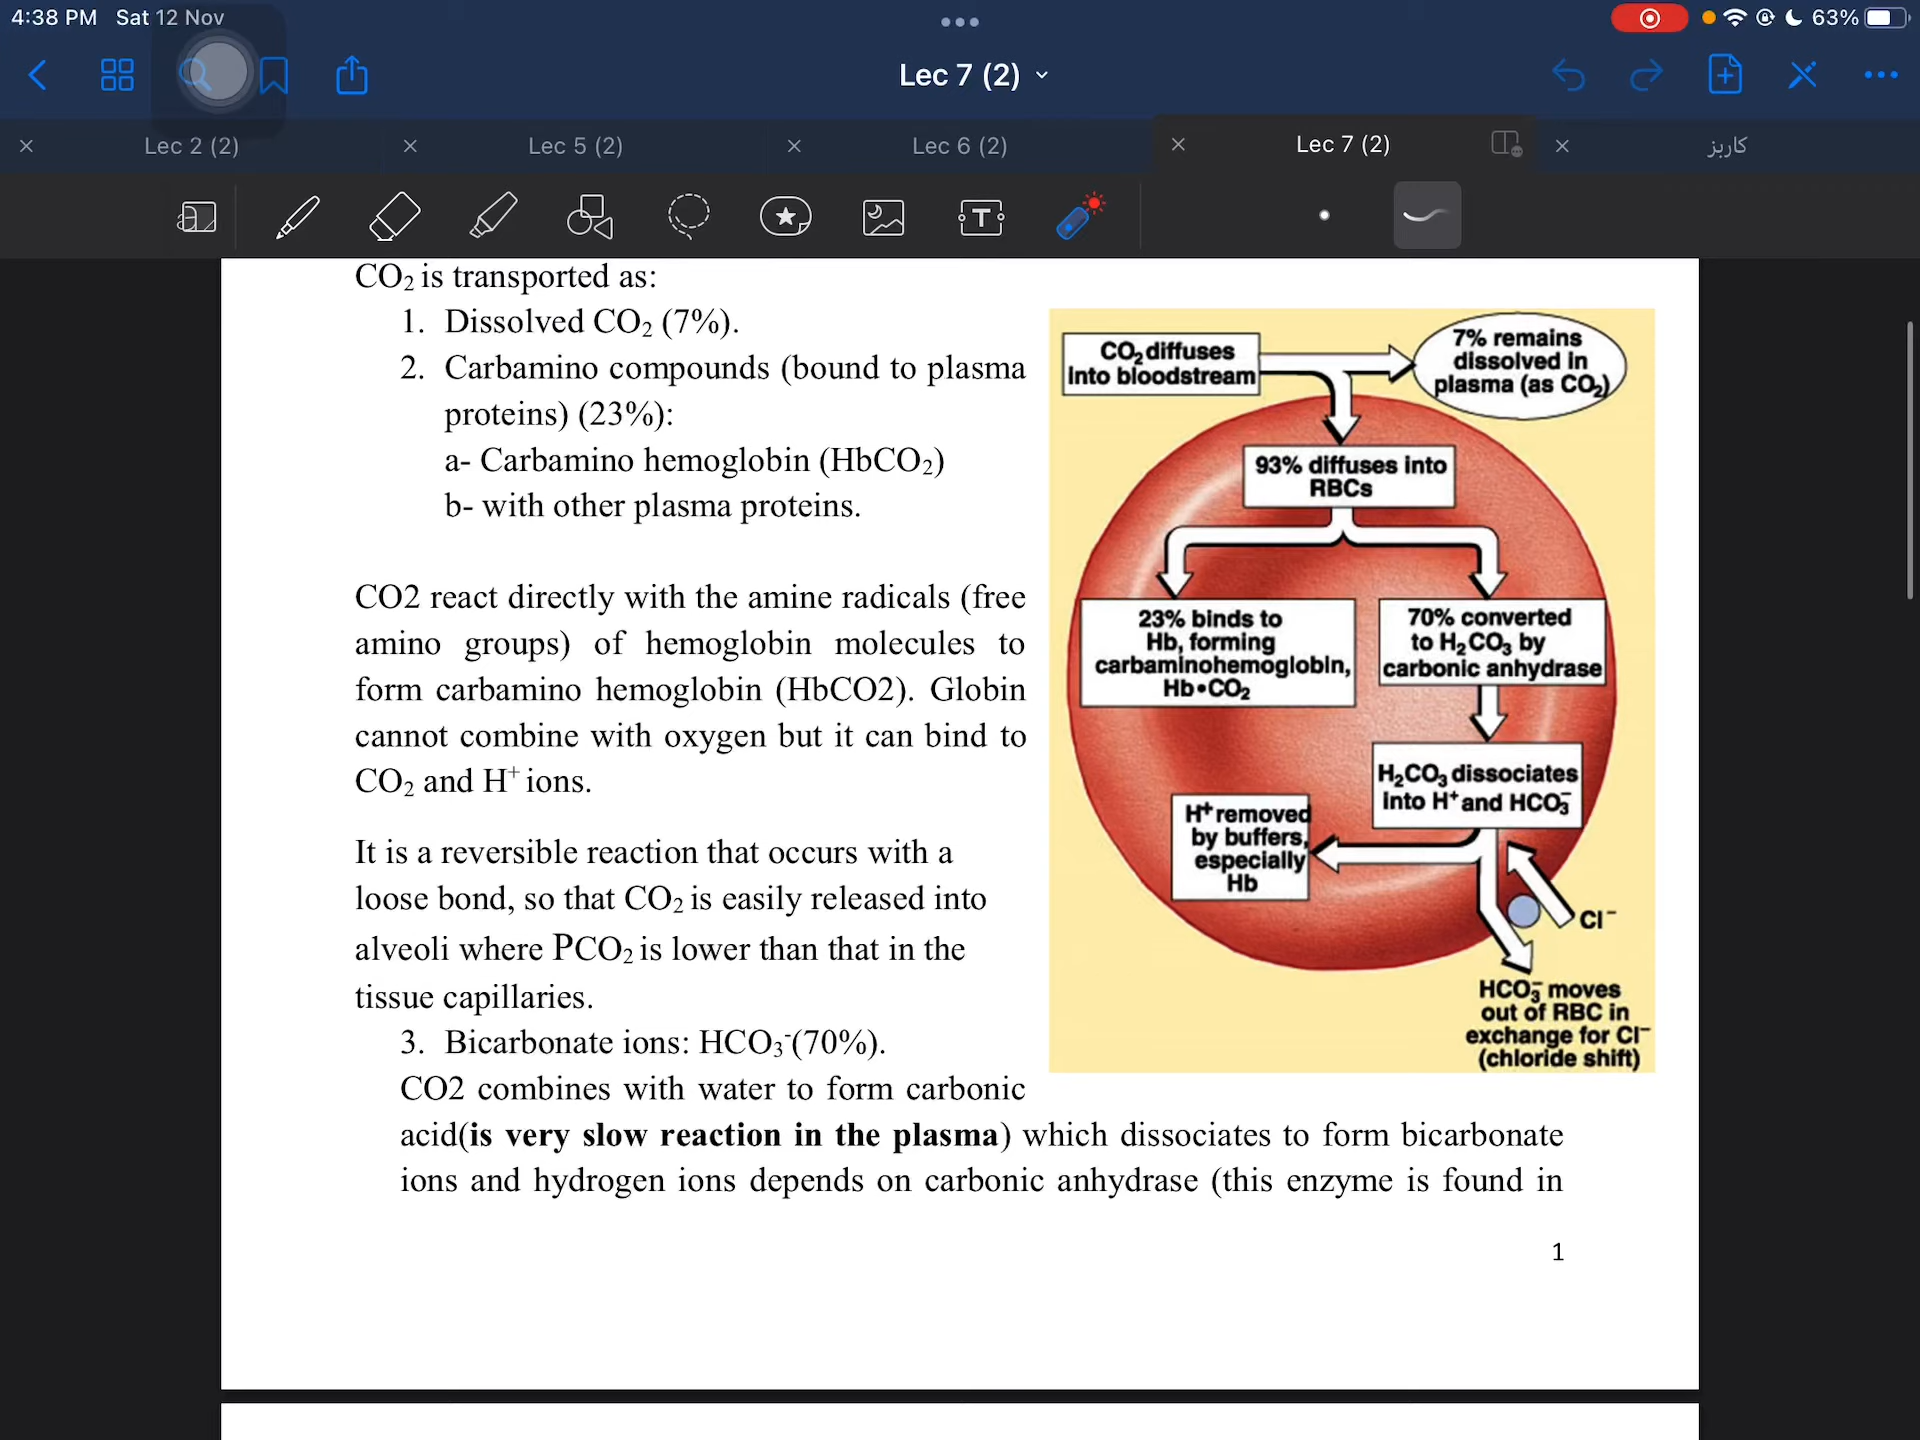 4:38 PM Sat 12 Nov
63%
Lec 7 (2)
Lec 2 (2)
Lec 5 (2)
Lec 6 (2)
Lec 7 (2)
كاربز
CO₂ is transported as:
1. Dissolved CO₂ (7%).
2. Carbamino compounds (bound to plasma
proteins) (23%):
a- Carbamino hemoglobin (HbCO₂)
b- with other plasma proteins.
CO2 react directly with the amine radicals (free
amino groups) of hemoglobin molecules to
form carbamino hemoglobin (HbCO2). Globin
cannot combine with oxygen but it can bind to
CO₂ and H⁺ ions.
It is a reversible reaction that occurs with a
loose bond, so that CO₂ is easily released into
alveoli where PCO₂ is lower than that in the
tissue capillaries.
3. Bicarbonate ions: HCO₃⁻(70%).
CO2 combines with water to form carbonic
acid(is very slow reaction in the plasma) which dissociates to form bicarbonate
ions and hydrogen ions depends on carbonic anhydrase (this enzyme is found in
1
CO₂ diffuses
into bloodstream
7% remains
dissolved in
plasma (as CO₂)
93% diffuses into
RBCs
23% binds to
Hb, forming
carbaminohemoglobin,
Hb•CO₂
70% converted
to H₂CO₃ by
carbonic anhydrase
H₂CO₃ dissociates
into H⁺ and HCO₃⁻
H⁺ removed
by buffers,
especially
Hb
Cl⁻
HCO₃⁻ moves
out of RBC in
exchange for Cl⁻
(chloride shift)